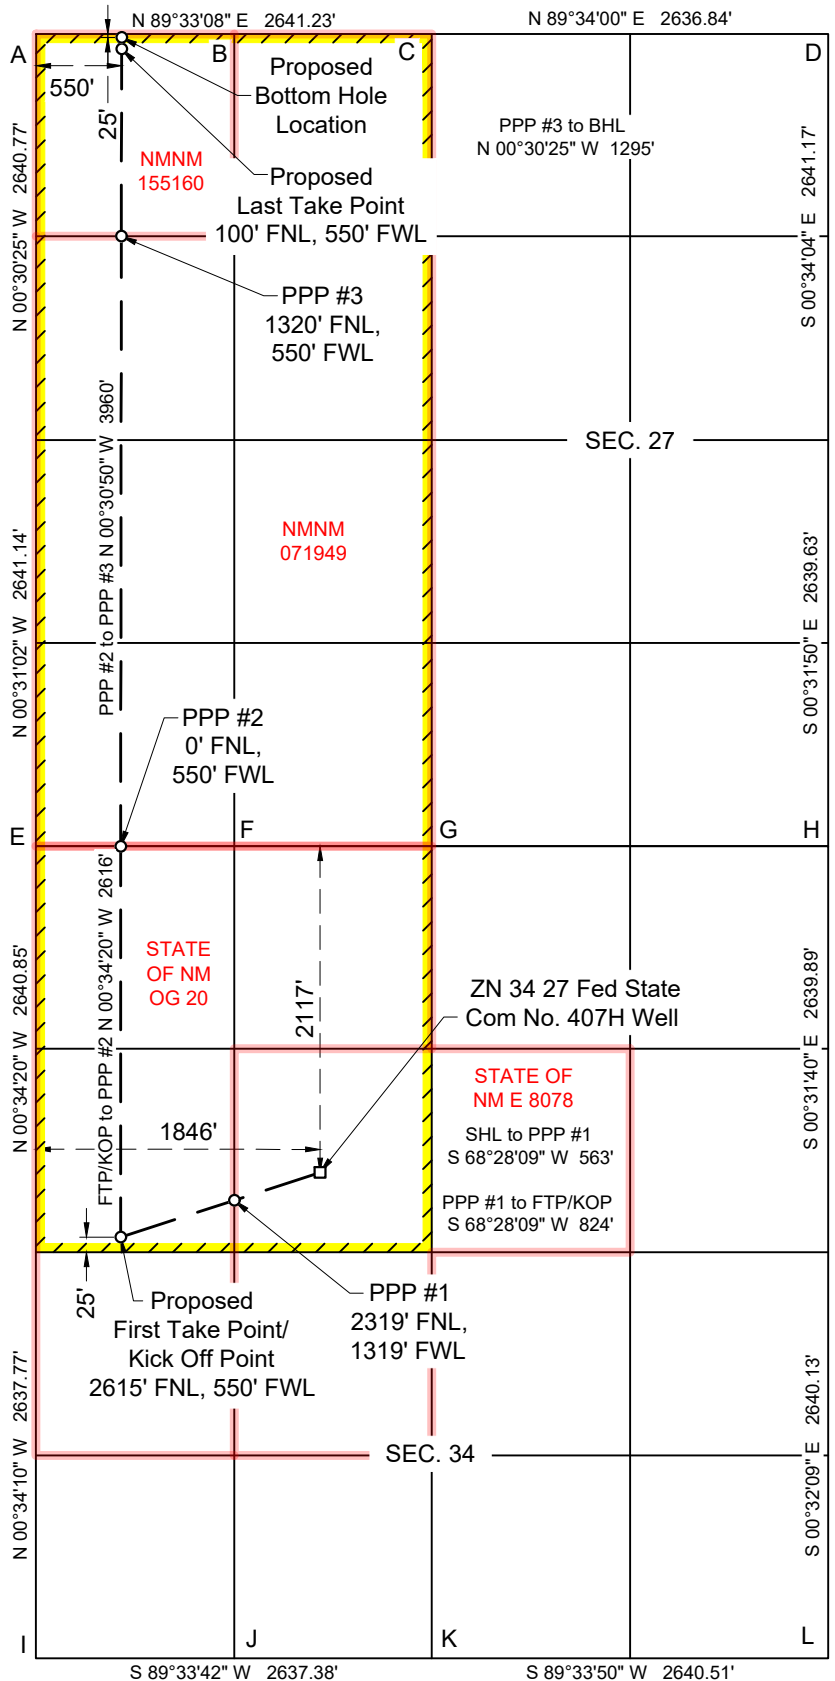 N 89°33'08" E 2641.23'
N 89°34'00" E 2636.84'
A
B
C
D
550'
25'
Proposed
Bottom Hole
Location
PPP #3 to BHL
N 00°30'25" W 1295'
NMNM
155160
Proposed
Last Take Point
100' FNL, 550' FWL
N 00°30'25" W 2640.77'
S 00°34'04" E 2641.17'
PPP #3
1320' FNL,
550' FWL
SEC. 27
PPP #2 to PPP #3 N 00°30'50" W 3960'
NMNM
071949
N 00°31'02" W 2641.14'
S 00°31'50" E 2639.63'
PPP #2
0' FNL,
550' FWL
E
F
G
H
FTP/KOP to PPP #2 N 00°34'20" W 2616'
STATE
OF NM
OG 20
2117'
ZN 34 27 Fed State
Com No. 407H Well
N 00°34'20" W 2640.85'
S 00°31'40" E 2639.89'
STATE OF
NM E 8078
1846'
SHL to PPP #1
S 68°28'09" W 563'
PPP #1 to FTP/KOP
S 68°28'09" W 824'
25'
Proposed
First Take Point/
Kick Off Point
2615' FNL, 550' FWL
PPP #1
2319' FNL,
1319' FWL
N 00°34'10" W 2637.77'
S 00°32'09" E 2640.13'
SEC. 34
I
J
K
L
S 89°33'42" W 2637.38'
S 89°33'50" W 2640.51'